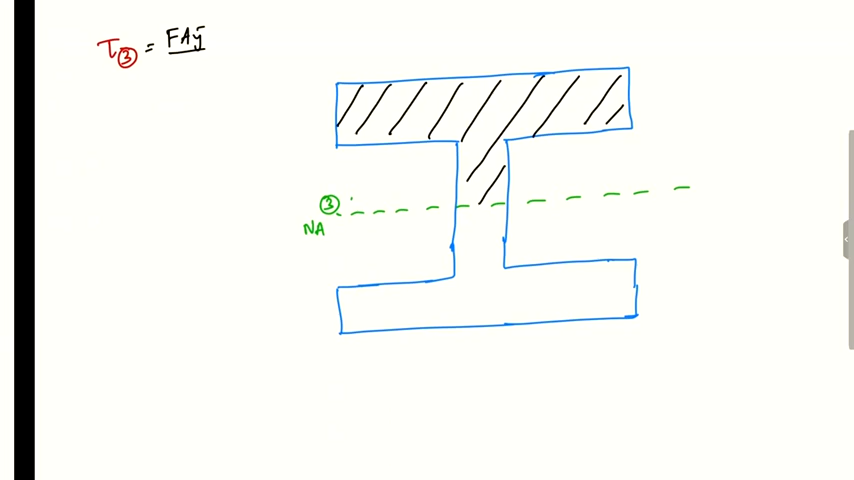 τ③ = FAȳ
③
NA